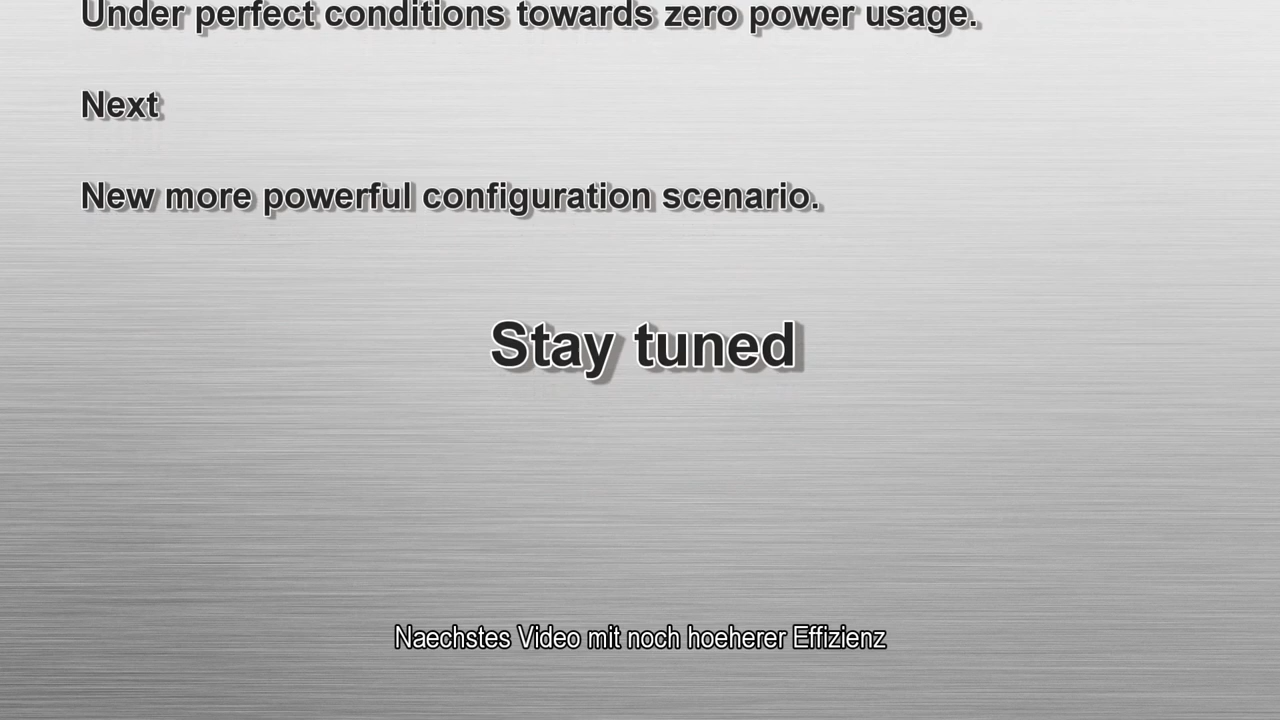 Under perfect conditions towards zero power usage.
Next
New more powerful configuration scenario.
Stay tuned
Naechstes Video mit noch hoeherer Effizienz